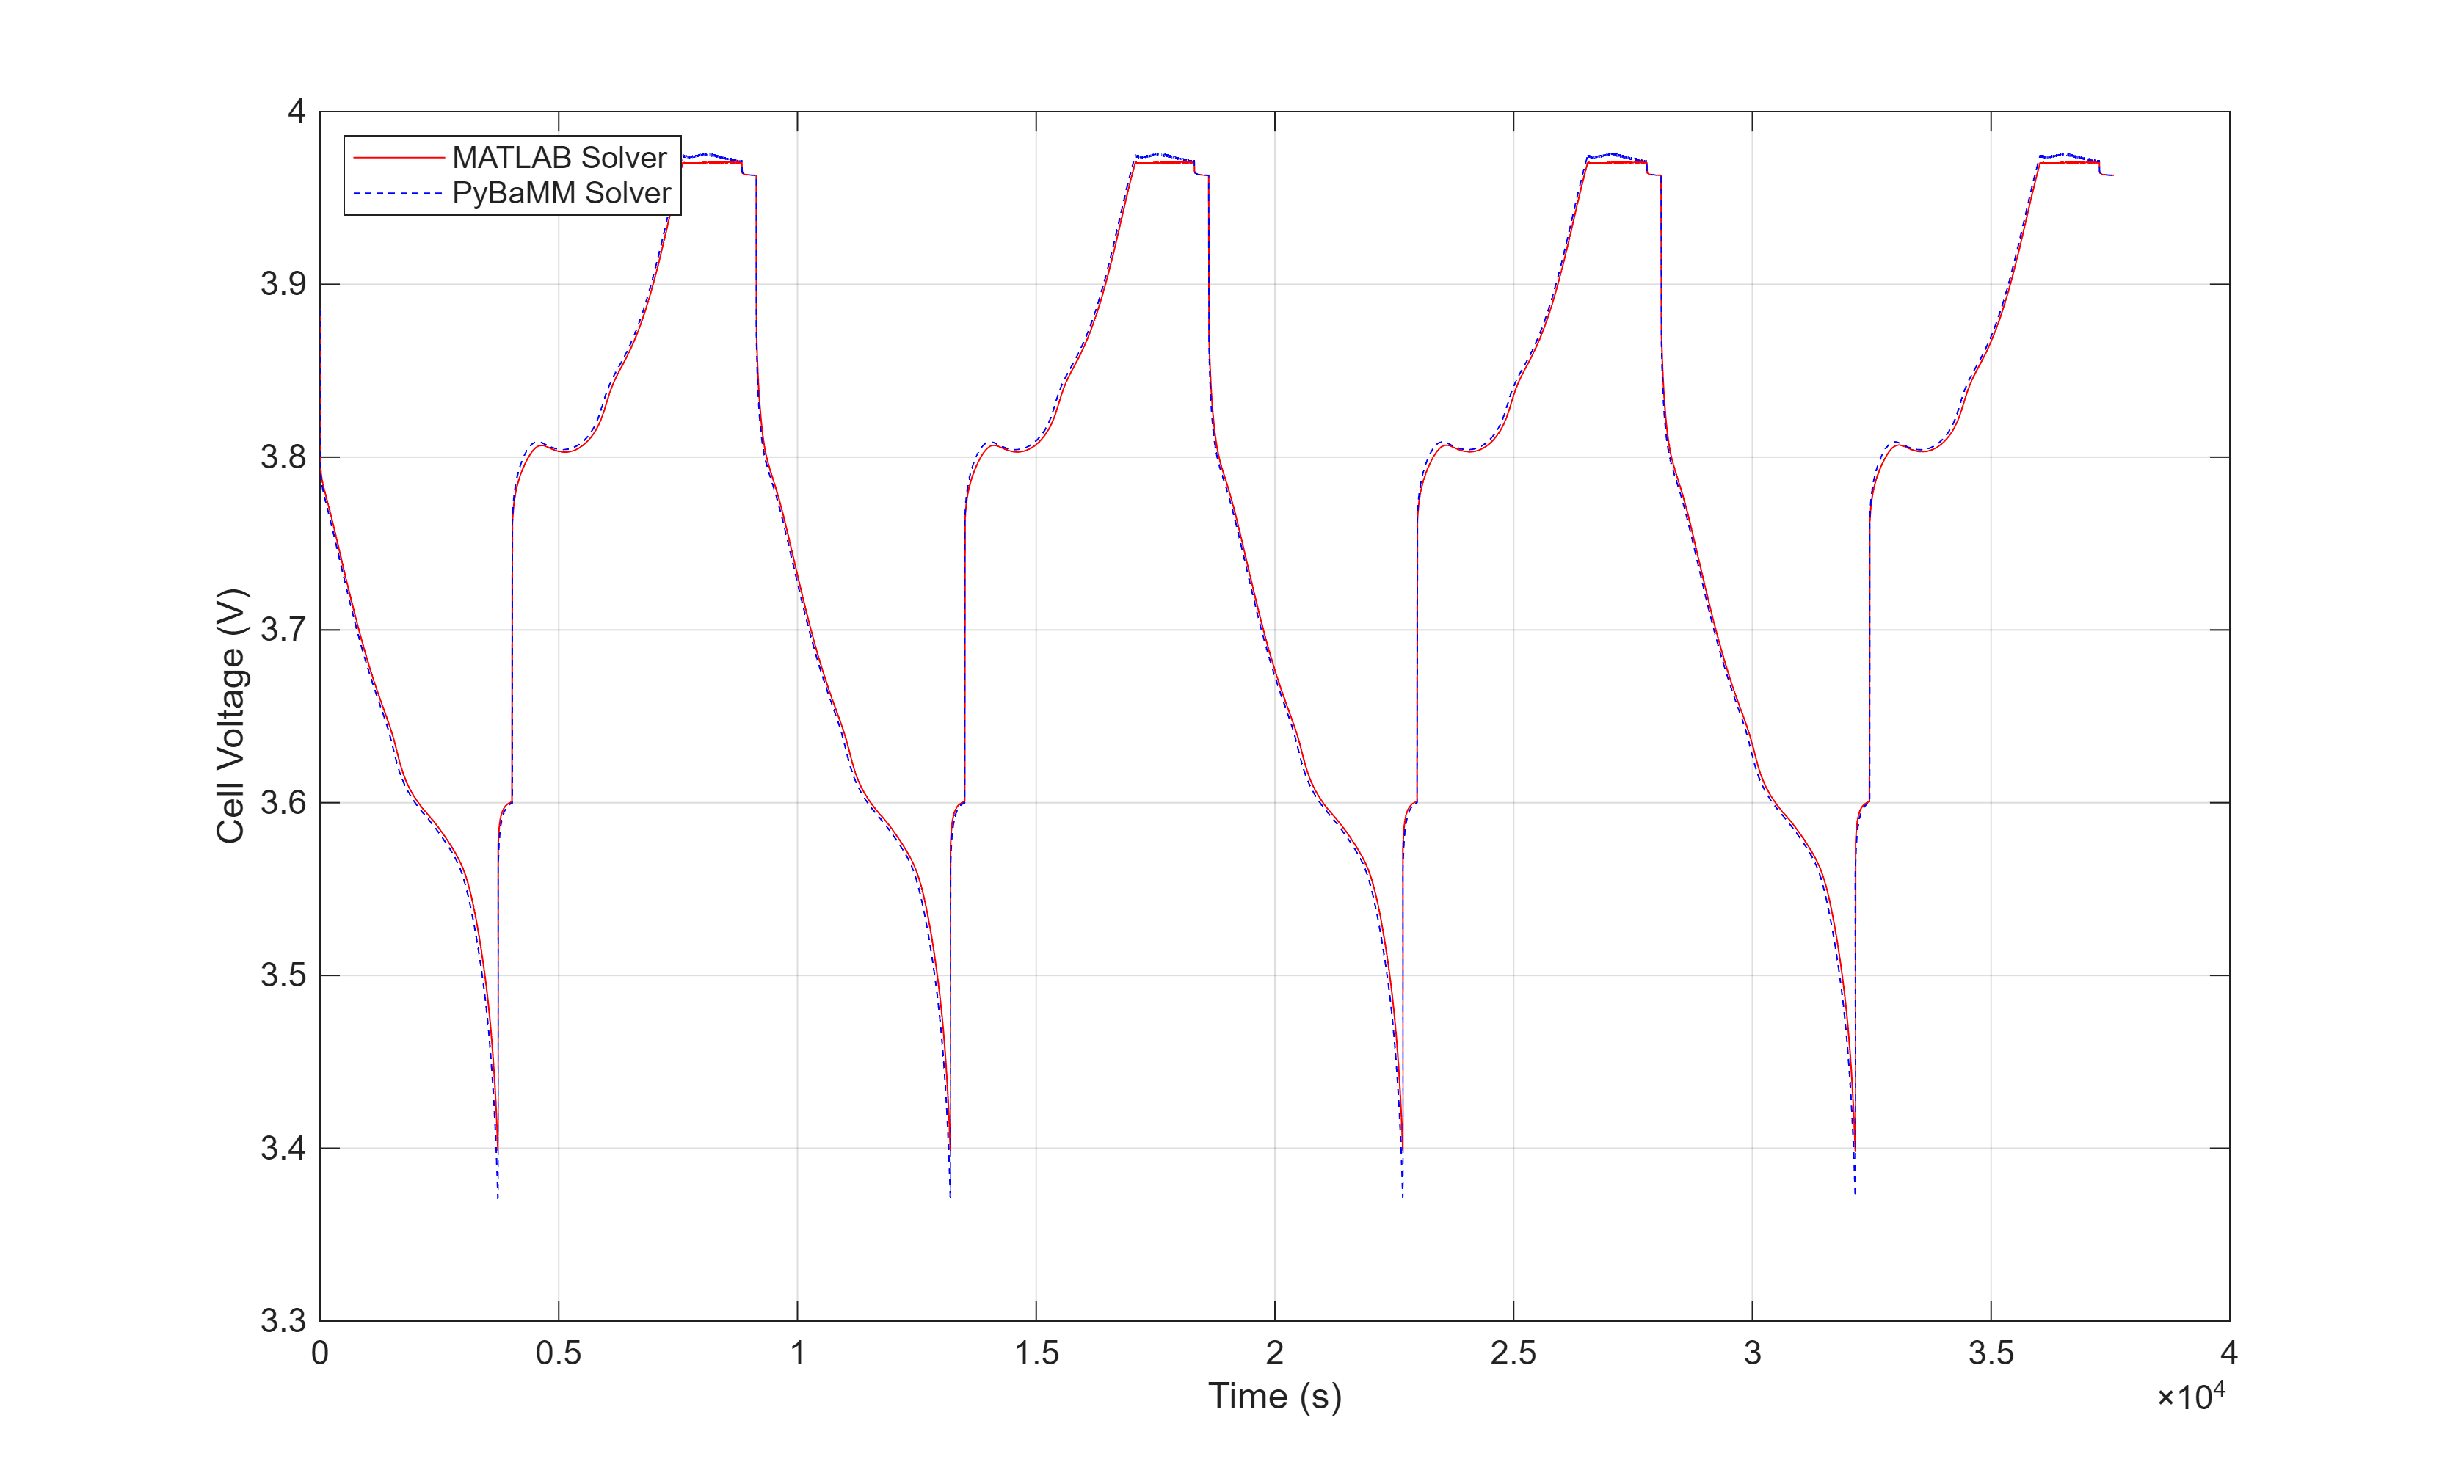 4
MATLAB Solver
PyBaMM Solver
3.9
3.8
3.7
3.6
3.5
3.4
3.3
Cell Voltage (V)
0 0.5 1 1.5 2 2.5 3 3.5 4
Time (s)
×10⁴